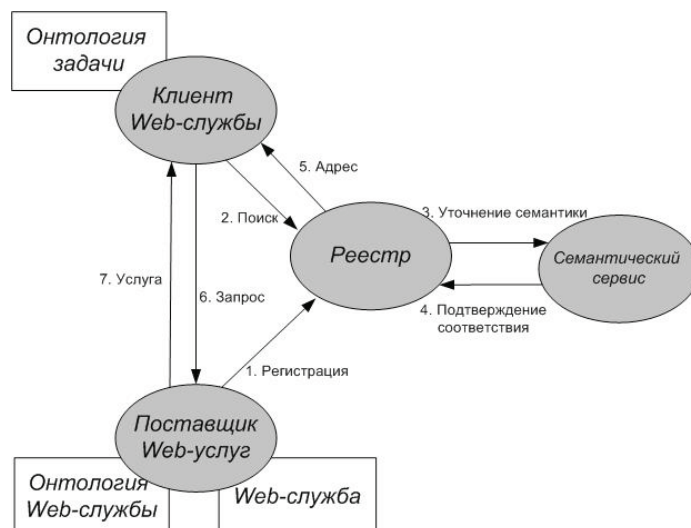 Онтология
задачи
Клиент
Web-службы
5. Адрес
2. Поиск
3. Уточнение семантики
Реестр
Семантический
сервис
7. Услуга
6. Запрос
4. Подтверждение
соответствия
1. Регистрация
Поставщик
Web-услуг
Онтология
Web-службы
Web-служба